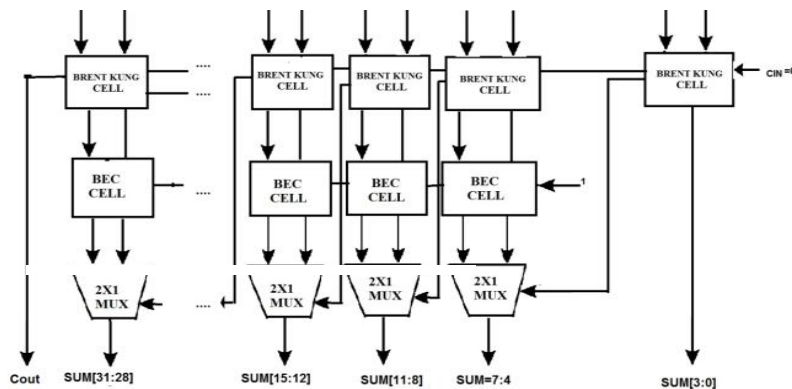 BRENT KUNG
CELL
....
....
BRENT KUNG
CELL
BRENT KUNG
CELL
BRENT KUNG
CELL
BRENT KUNG
CELL
BEC
CELL
....
BEC
CELL
BEC
CELL
BEC
CELL
1
2X1
MUX
....
2X1
MUX
2X1
MUX
2X1
MUX
Cout
SUM[31:28]
SUM[15:12]
SUM[11:8]
SUM=7:4
SUM[3:0]